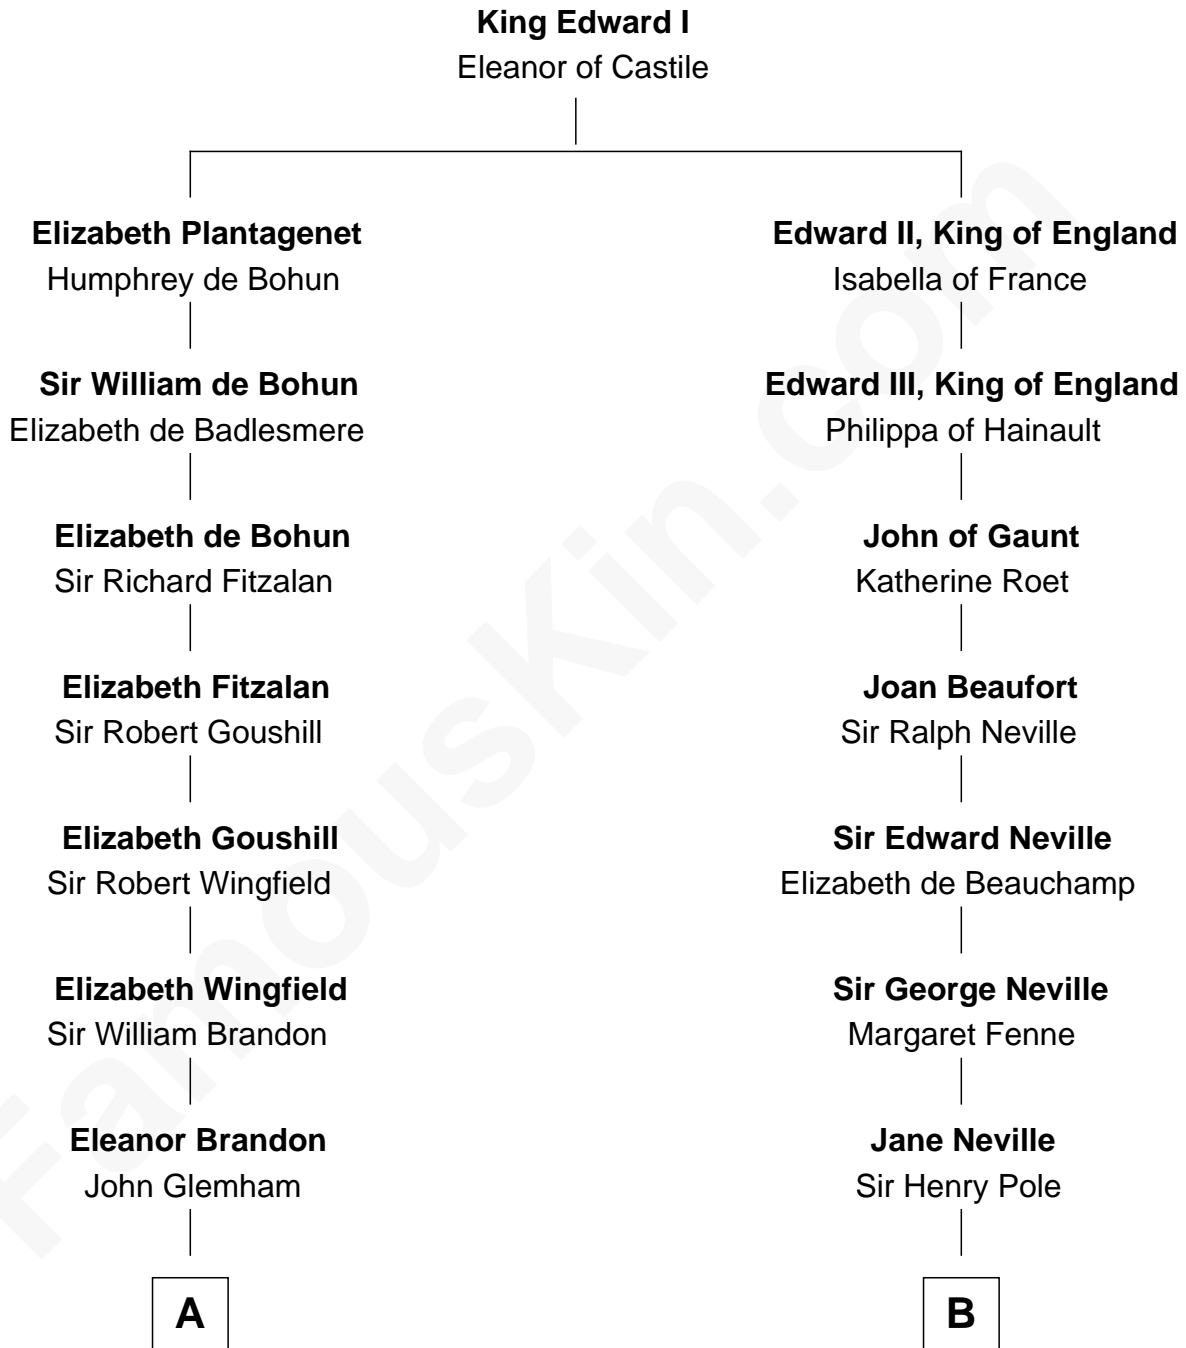 King Edward I
Eleanor of Castile
Elizabeth Plantagenet
Humphrey de Bohun
Edward II, King of England
Isabella of France
Sir William de Bohun
Elizabeth de Badlesmere
Edward III, King of England
Philippa of Hainault
Elizabeth de Bohun
Sir Richard Fitzalan
John of Gaunt
Katherine Roet
Elizabeth Fitzalan
Sir Robert Goushill
Joan Beaufort
Sir Ralph Neville
Elizabeth Goushill
Sir Robert Wingfield
Sir Edward Neville
Elizabeth de Beauchamp
Elizabeth Wingfield
Sir William Brandon
Sir George Neville
Margaret Fenne
Eleanor Brandon
John Glemham
Jane Neville
Sir Henry Pole
A
B
FamousKin.com